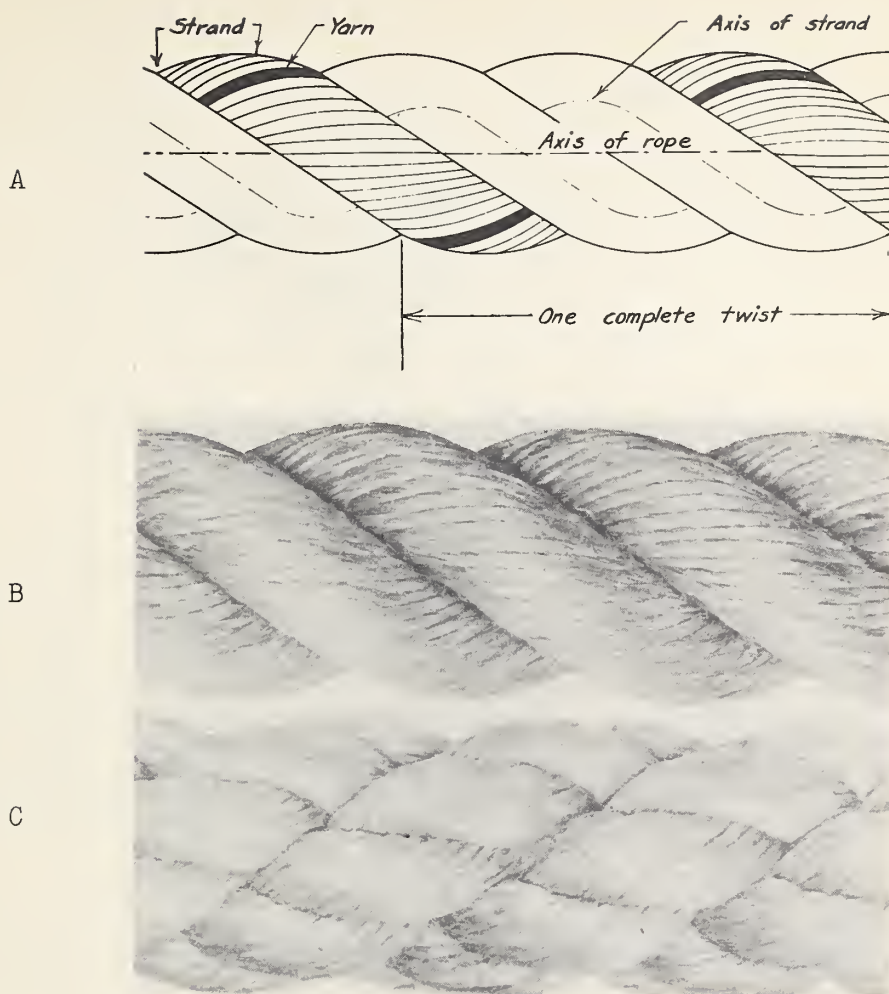 Strand
Yarn
Axis of strand
Axis of rope
A
One complete twist
B
C